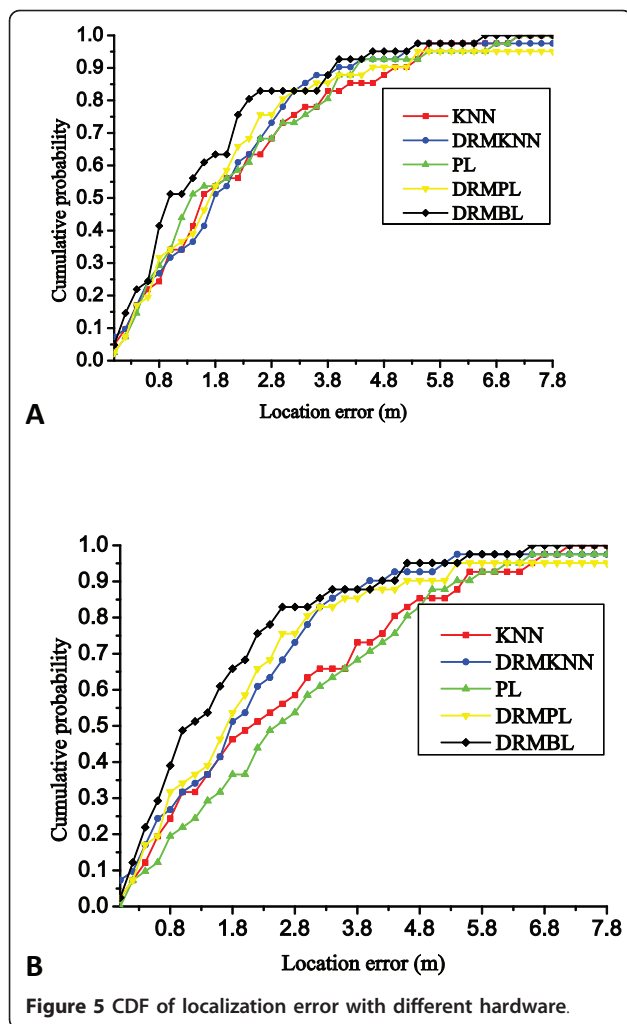 1.0
0.9
0.8
0.7
0.6
0.5
0.4
0.3
0.2
0.1
0.0
Cumulative probability
KNN
DRMKNN
PL
DRMPL
DRMBL
0.8 1.8 2.8 3.8 4.8 5.8 6.8 7.8
Location error (m)
A
1.0
0.9
0.8
0.7
0.6
0.5
0.4
0.3
0.2
0.1
0.0
Cumulative probability
KNN
DRMKNN
PL
DRMPL
DRMBL
0.8 1.8 2.8 3.8 4.8 5.8 6.8 7.8
Location error (m)
B
Figure 5 CDF of localization error with different hardware.